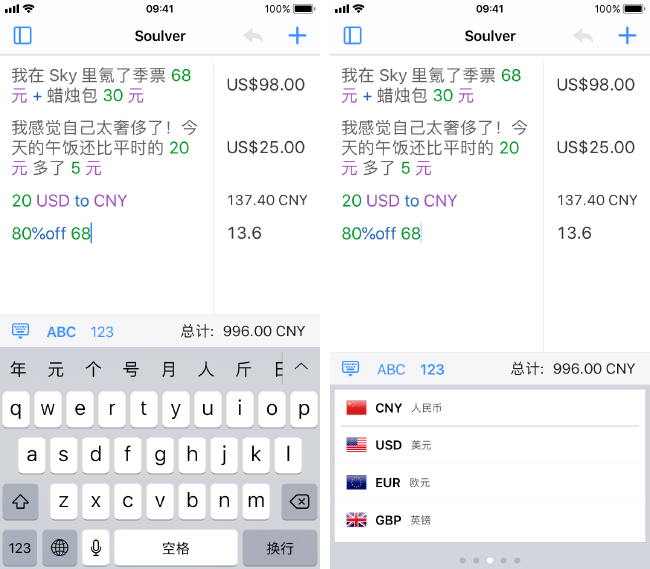 09:41
100%
Soulver
我在 Sky 里氪了季票 68
元 + 蜡烛包 30 元
US$98.00
我感觉自己太奢侈了！今
天的午饭还比平时的 20
元 多了 5 元
US$25.00
20 USD to CNY
137.40 CNY
80%off 68
13.6
ABC
123
总计: 996.00 CNY
年 元 个 号 月 人 斤 日
q w e r t y u i o p
a s d f g h j k l
z x c v b n m
123
空格
换行
09:41
100%
Soulver
我在 Sky 里氪了季票 68
元 + 蜡烛包 30 元
US$98.00
我感觉自己太奢侈了！今
天的午饭还比平时的 20
元 多了 5 元
US$25.00
20 USD to CNY
137.40 CNY
80%off 68
13.6
ABC
123
总计: 996.00 CNY
CNY 人民币
USD 美元
EUR 欧元
GBP 英镑